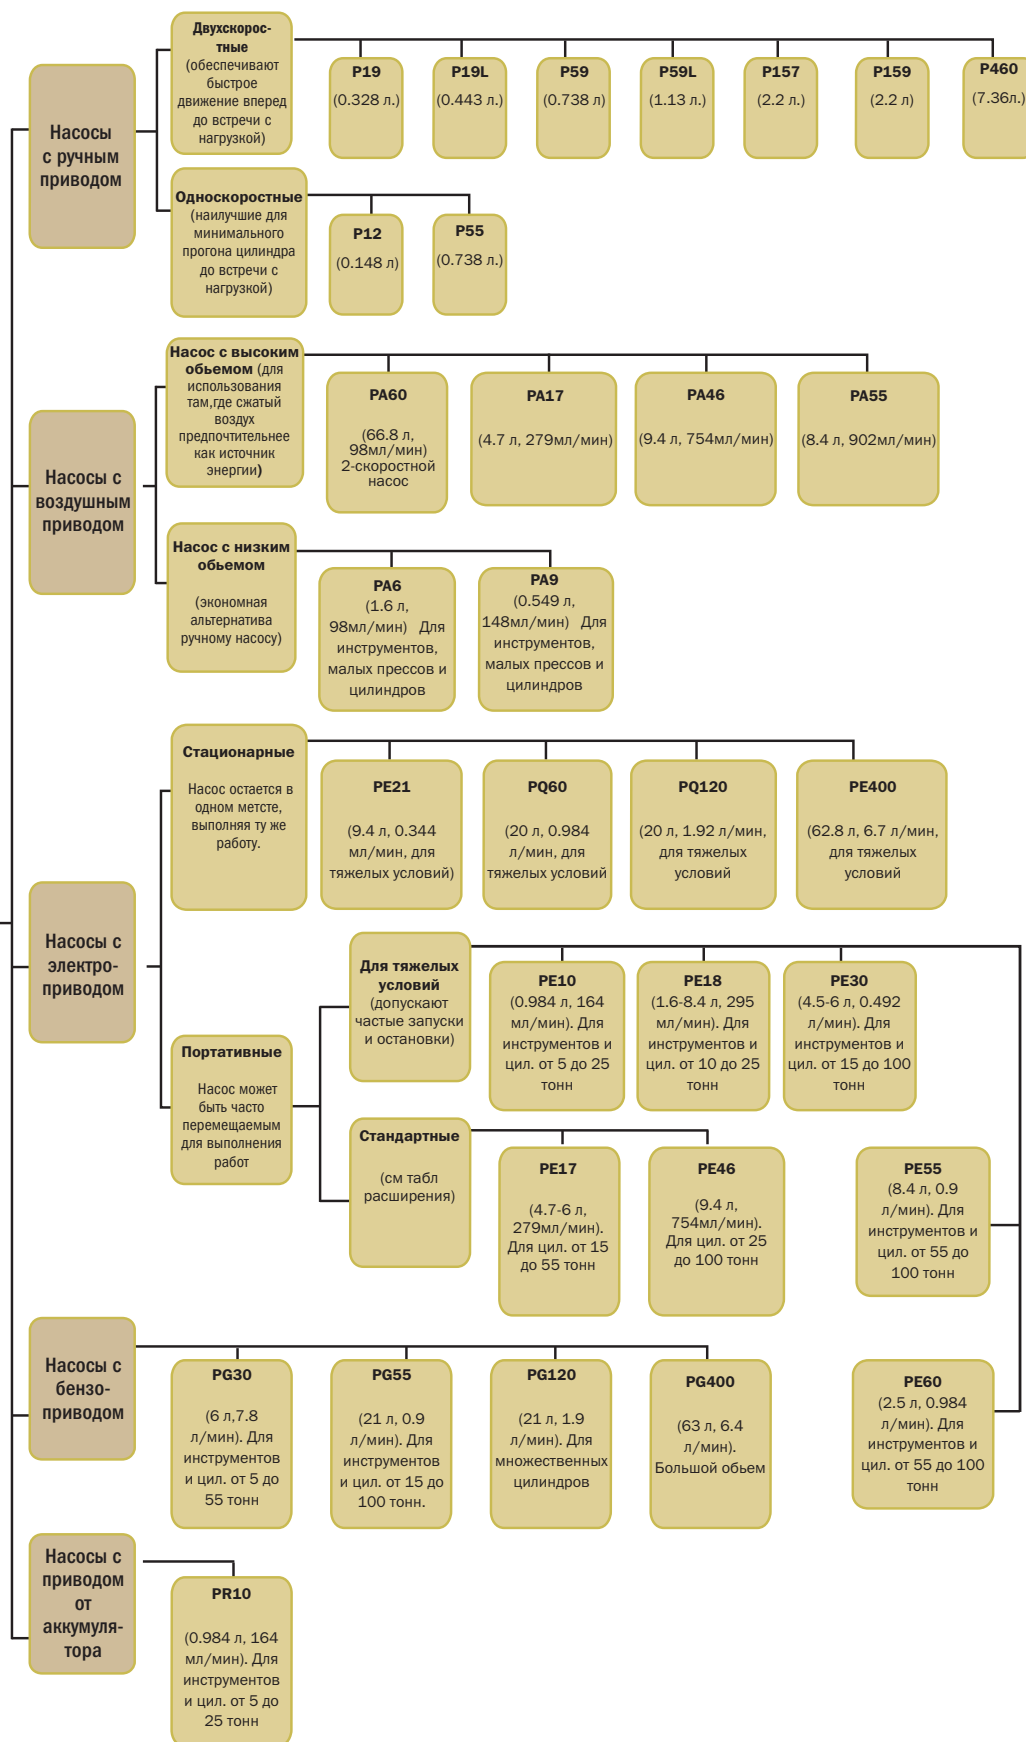 Насосы
с ручным
приводом
Двухскорос-
тные
(обеспечивают
быстрое
движение вперед
до встречи с
нагрузкой)
P19
(0.328 л.)
P19L
(0.443 л.)
P59
(0.738 л)
P59L
(1.13 л.)
P157
(2.2 л.)
P159
(2.2 л)
P460
(7.36л.)
Односкоростные
(наилучшие для
минимального
прогона цилиндра
до встречи с
нагрузкой)
P12
(0.148 л)
P55
(0.738 л.)
Насосы с
воздушным
приводом
Насос с высоким
обьемом (для
использования
там,где сжатый
воздух
предпочтительнее
как источник
энергии)
PA60
(66.8 л,
98мл/мин)
2-скоростной
насос
PA17
(4.7 л, 279мл/мин)
PA46
(9.4 л, 754мл/мин)
PA55
(8.4 л, 902мл/мин)
Насос с низким
обьемом
(экономная
альтернатива
ручному насосу)
PA6
(1.6 л,
98мл/мин) Для
инструментов,
малых прессов и
цилиндров
PA9
(0.549 л,
148мл/мин) Для
инструментов,
малых прессов и
цилиндров
Насосы с
электро-
приводом
Стационарные
Насос остается в
одном метсте,
выполняя ту же
работу.
PE21
(9.4 л, 0.344
мл/мин, для
тяжелых условий)
PQ60
(20 л, 0.984
л/мин, для
тяжелых условий
PQ120
(20 л, 1.92 л/мин,
для тяжелых
условий
PE400
(62.8 л, 6.7 л/мин,
для тяжелых
условий
Портативные
Насос может
быть часто
перемещаемым
для выполнения
работ
Для тяжелых
условий
(допускают
частые запуски
и остановки)
PE10
(0.984 л, 164
мл/мин). Для
инструментов и
цил. от 5 до 25
тонн
PE18
(1.6-8.4 л, 295
мл/мин). Для
инструментов и
цил. от 10 до 25
тонн
PE30
(4.5-6 л, 0.492
л/мин). Для
инструментов и
цил. от 15 до 100
тонн
Стандартные
(см табл
расширения)
PE17
(4.7-6 л,
279мл/мин).
Для цил. от 15
до 55 тонн
PE46
(9.4 л,
754мл/мин).
Для цил. от 25
до 100 тонн
PE55
(8.4 л, 0.9
л/мин). Для
инструментов и
цил. от 55 до
100 тонн
PE60
(2.5 л, 0.984
л/мин). Для
инструментов и
цил. от 55 до 100
тонн
Насосы с
бензо-
приводом
PG30
(6 л,7.8
л/мин). Для
инструментов
и цил. от 5 до
55 тонн
PG55
(21 л, 0.9
л/мин). Для
инструментов
и цил. от 15 до
100 тонн.
PG120
(21 л, 1.9
л/мин). Для
множественных
цилиндров
PG400
(63 л, 6.4
л/мин).
Большой обьем
Насосы с
приводом
от
аккумуля-
тора
PR10
(0.984 л, 164
мл/мин). Для
инструментов
и цил. от 5 до
25 тонн